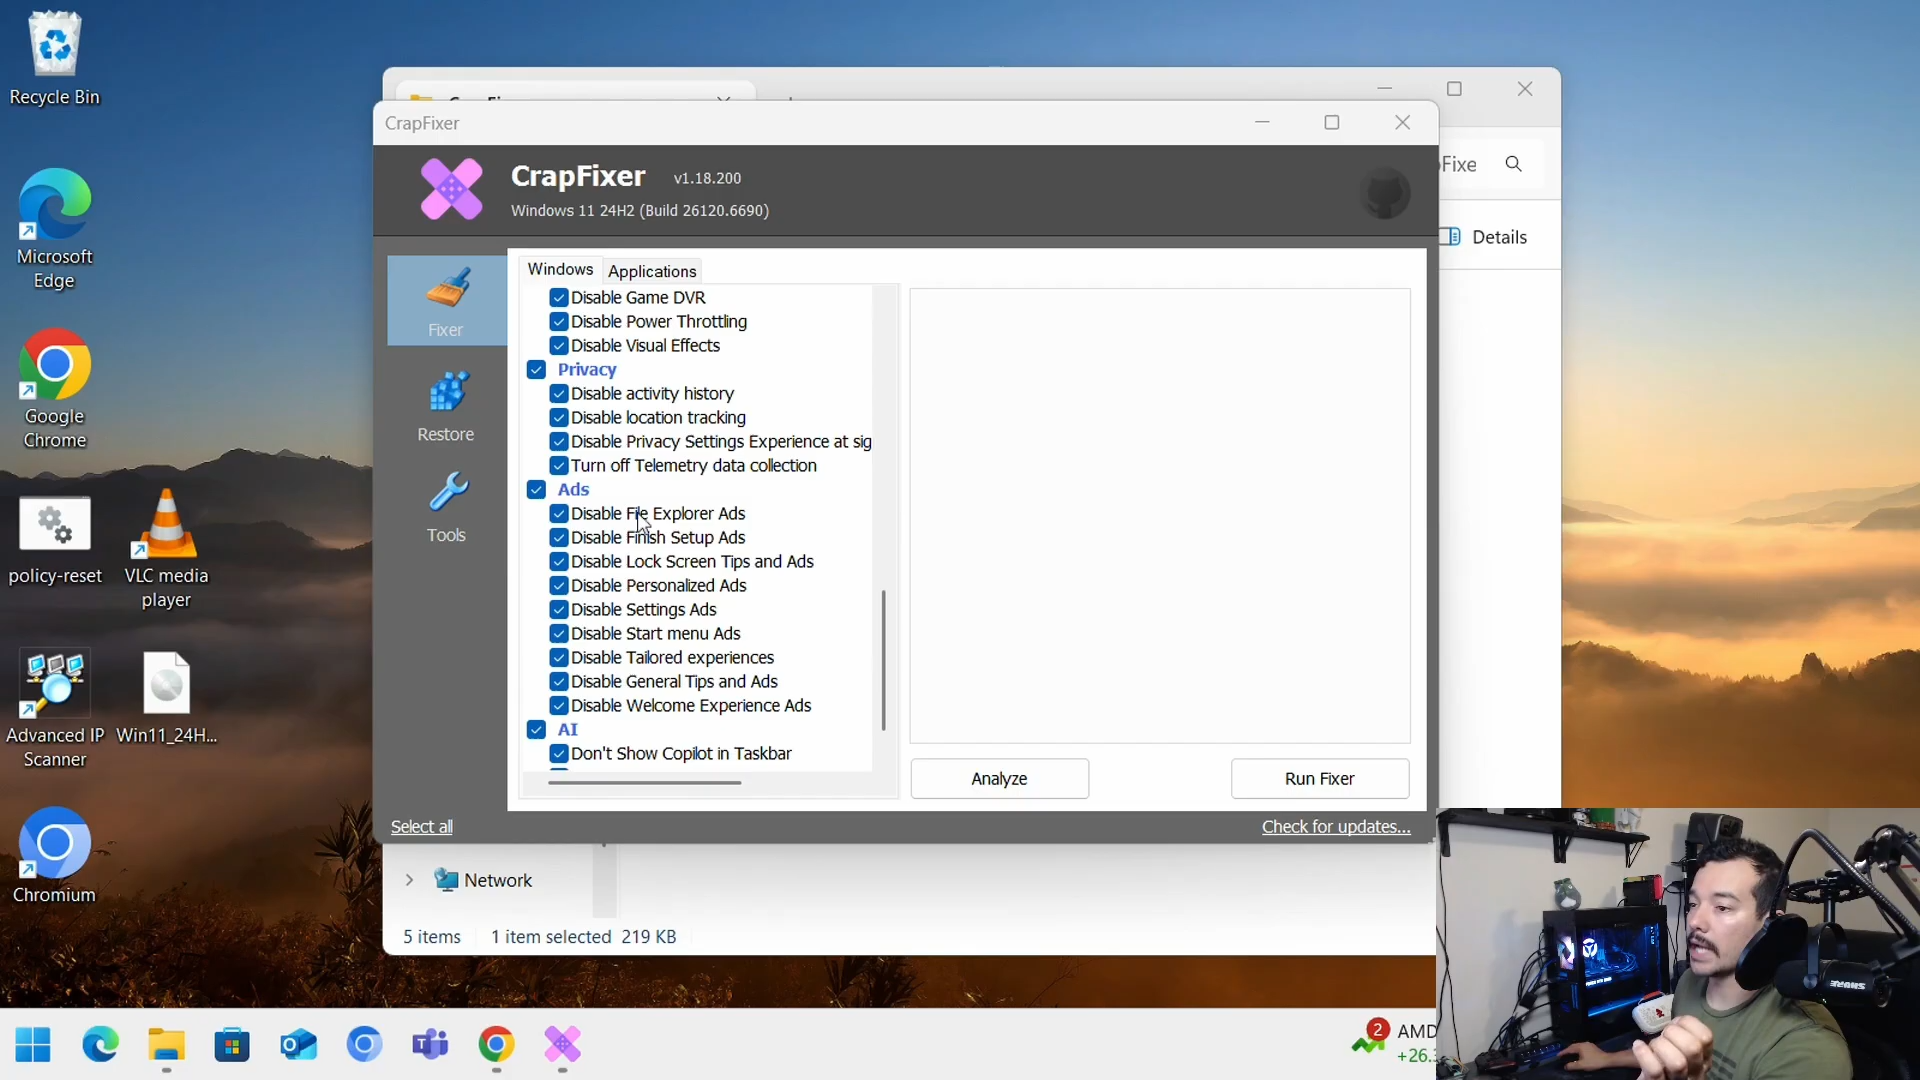 Recycle Bin
Microsoft
Edge
Google
Chrome
policy-reset
VLC media
player
Advanced IP
Scanner
Win11_24H...
Chromium
CrapFixer
CrapFixer
v1.18.200
Windows 11 24H2 (Build 26120.6690)
Fixer
Restore
Tools
Windows
Applications
Disable Game DVR
Disable Power Throttling
Disable Visual Effects
Privacy
Disable activity history
Disable location tracking
Disable Privacy Settings Experience at sig
Turn off Telemetry data collection
Ads
Disable File Explorer Ads
Disable Finish Setup Ads
Disable Lock Screen Tips and Ads
Disable Personalized Ads
Disable Settings Ads
Disable Start menu Ads
Disable Tailored experiences
Disable General Tips and Ads
Disable Welcome Experience Ads
AI
Don't Show Copilot in Taskbar
Analyze
Run Fixer
Select all
Check for updates...
Details
Network
5 items
1 item selected 219 KB
2
AMD
+26.
SHURE